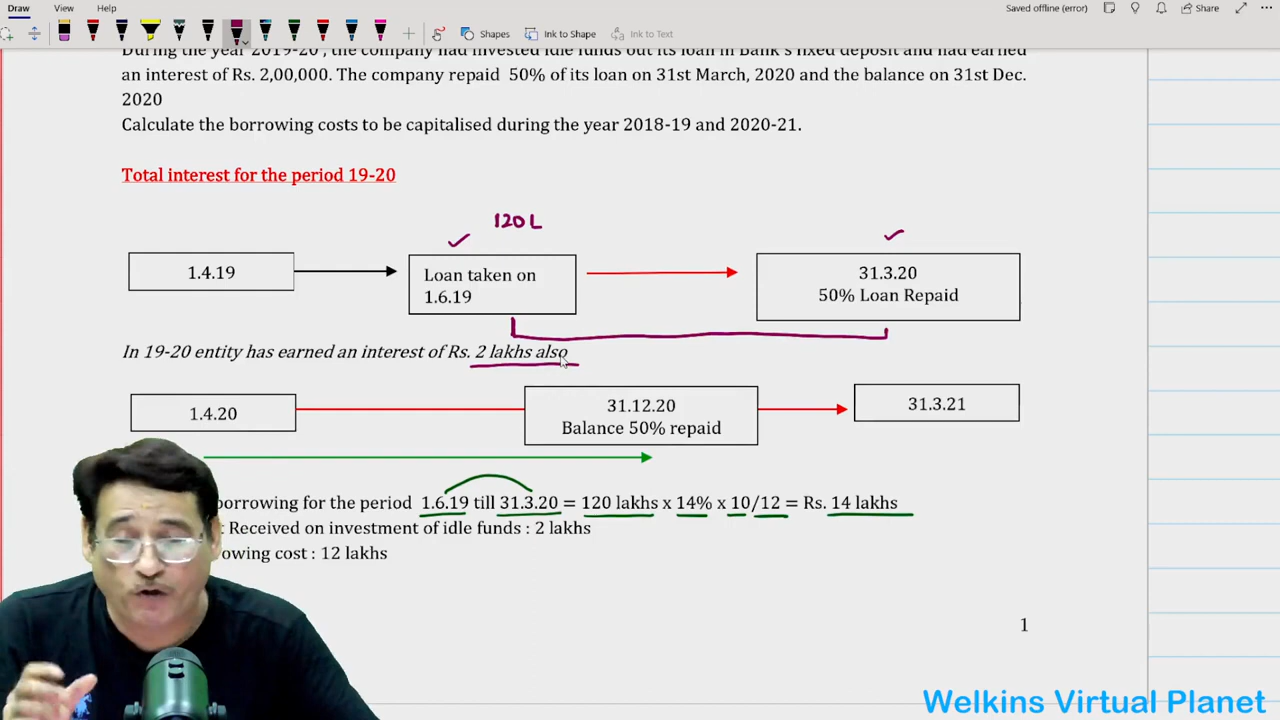 Draw View Help Saved offline (error) Share
Shapes Ink to Shape Ink to Text
During the year 2019-20 , the company had invested idle funds out its loan in Bank's fixed deposit and had earned
an interest of Rs. 2,00,000. The company repaid 50% of its loan on 31st March, 2020 and the balance on 31st Dec.
2020
Calculate the borrowing costs to be capitalised during the year 2018-19 and 2020-21.
Total interest for the period 19-20
120 L
1.4.19
Loan taken on
1.6.19
31.3.20
50% Loan Repaid
In 19-20 entity has earned an interest of Rs. 2 lakhs also
1.4.20
31.12.20
Balance 50% repaid
31.3.21
borrowing for the period 1.6.19 till 31.3.20 = 120 lakhs x 14% x 10/12 = Rs. 14 lakhs
Received on investment of idle funds : 2 lakhs
cost : 12 lakhs
1
Welkins Virtual Planet